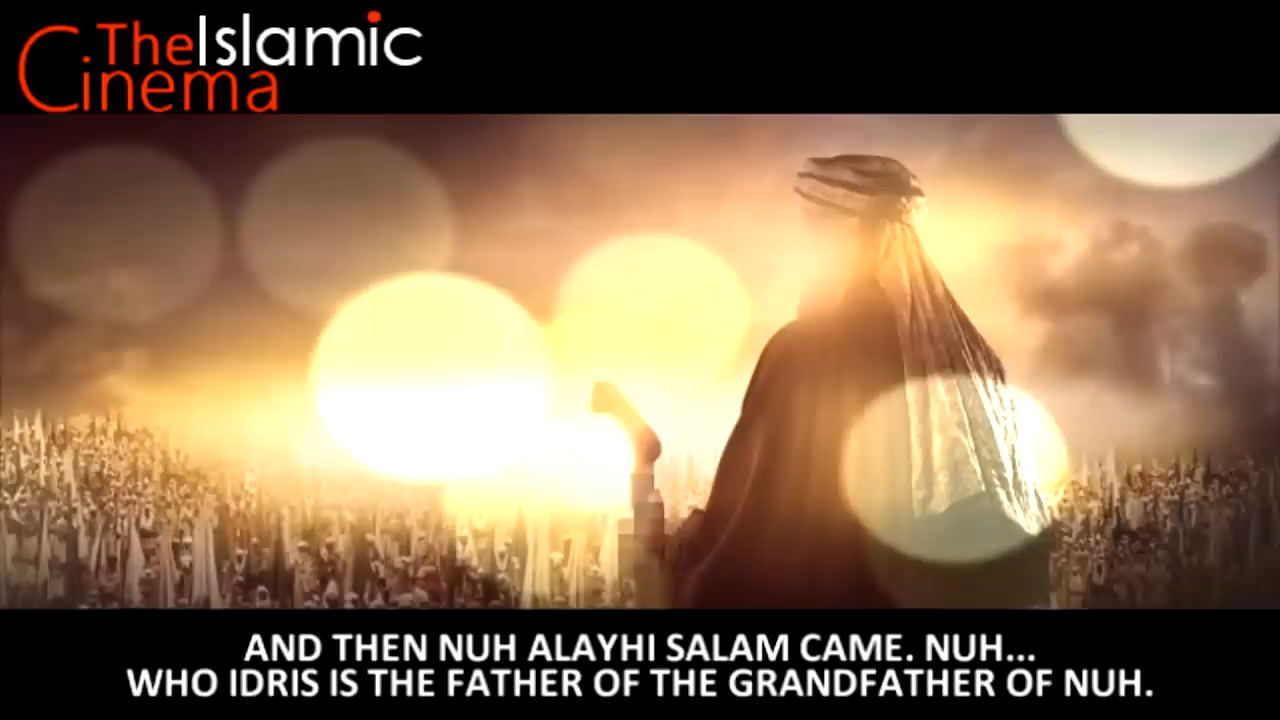 TheIslamic
Cinema
AND THEN NUH ALAYHI SALAM CAME. NUH...
WHO IDRIS IS THE FATHER OF THE GRANDFATHER OF NUH.